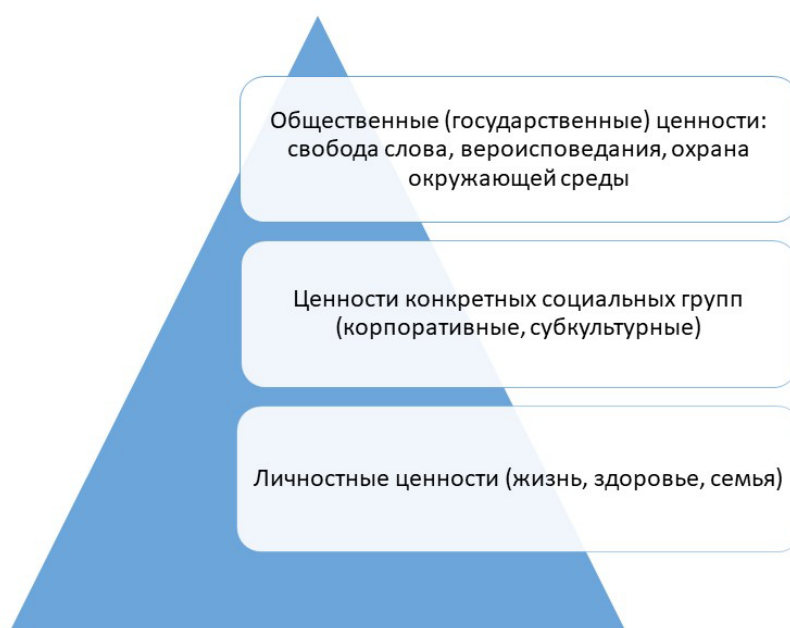 Общественные (государственные) ценности:
свобода слова, вероисповедания, охрана
окружающей среды
Ценности конкретных социальных групп
(корпоративные, субкультурные)
Личностные ценности (жизнь, здоровье, семья)